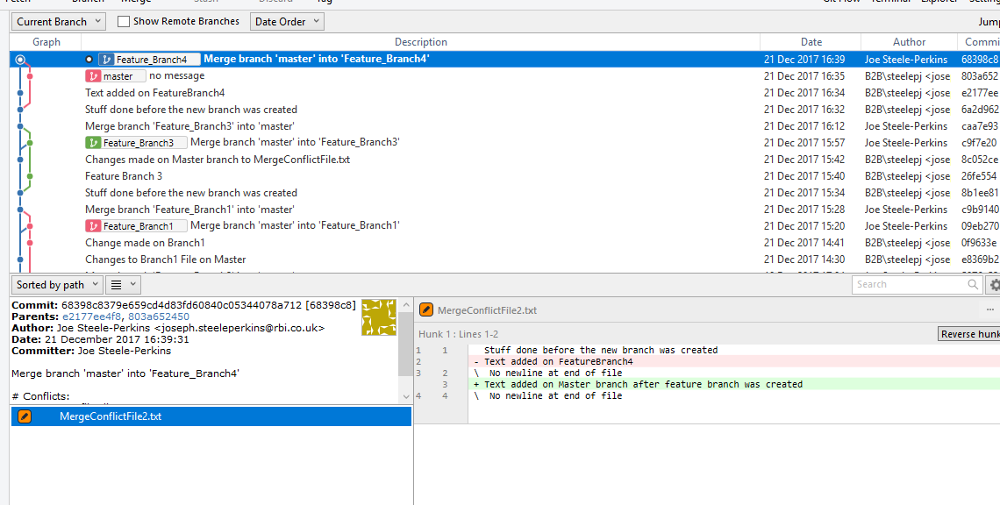 Fetch Branch Merge Stash Discard Tag Git Flow Terminal Explorer
Current Branch Show Remote Branches Date Order Jump
Graph Description Date Author Commit
Feature_Branch4 Merge branch 'master' into 'Feature_Branch4' 21 Dec 2017 16:39 Joe Steele-Perkins 68398c8
master no message 21 Dec 2017 16:35 B2B\steelepj <jose 803a652
Text added on FeatureBranch4 21 Dec 2017 16:34 B2B\steelepj <jose e2177ee
Stuff done before the new branch was created 21 Dec 2017 16:32 B2B\steelepj <jose 6a2d962
Merge branch 'Feature_Branch3' into 'master' 21 Dec 2017 16:12 Joe Steele-Perkins caa7e93
Feature_Branch3 Merge branch 'master' into 'Feature_Branch3' 21 Dec 2017 15:57 Joe Steele-Perkins c9f7e20
Changes made on Master branch to MergeConflictFile.txt 21 Dec 2017 15:42 B2B\steelepj <jose 8c052ce
Feature Branch 3 21 Dec 2017 15:40 B2B\steelepj <jose 26fe554
Stuff done before the new branch was created 21 Dec 2017 15:34 B2B\steelepj <jose 8b1ee81
Merge branch 'Feature_Branch1' into 'master' 21 Dec 2017 15:28 Joe Steele-Perkins c9b9140
Feature_Branch1 Merge branch 'master' into 'Feature_Branch1' 21 Dec 2017 15:20 Joe Steele-Perkins 09eb270
Change made on Branch1 21 Dec 2017 14:41 B2B\steelepj <jose 0f9633e
Changes to Branch1 File on Master 21 Dec 2017 14:30 B2B\steelepj <jose e8369b2
Sorted by path Search
Commit: 68398c8379e659cd4d83fd60840c05344078a712 [68398c8]
Parents: e2177ee4f8, 803a652450
Author: Joe Steele-Perkins <joseph.steeleperkins@rbi.co.uk>
Date: 21 December 2017 16:39:31
Committer: Joe Steele-Perkins
Merge branch 'master' into 'Feature_Branch4'
# Conflicts:
MergeConflictFile2.txt
MergeConflictFile2.txt ...
Hunk 1 : Lines 1-2 Reverse hunk
1 1 Stuff done before the new branch was created
2 - Text added on FeatureBranch4
3 2 \ No newline at end of file
3 + Text added on Master branch after feature branch was created
4 4 \ No newline at end of file